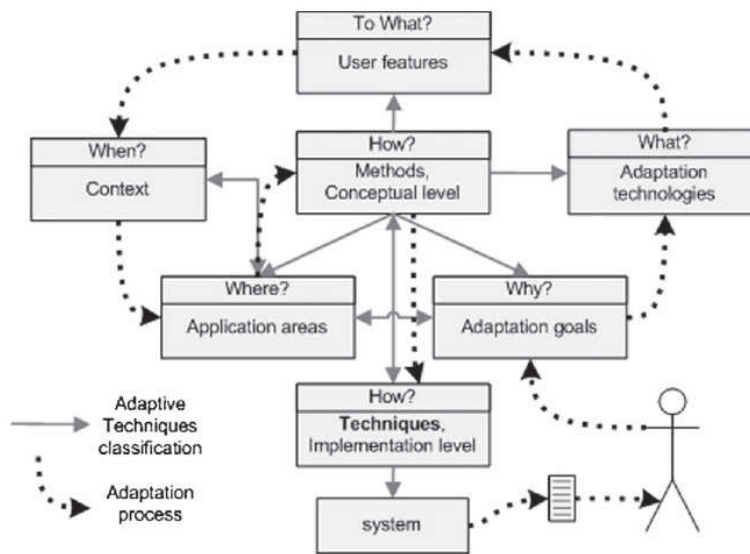 To What?
User features
When?
Context
How?
Methods,
Conceptual level
What?
Adaptation
technologies
Where?
Application areas
Why?
Adaptation goals
How?
Techniques,
Implementation level
system
Adaptive
Techniques
classification
Adaptation
process